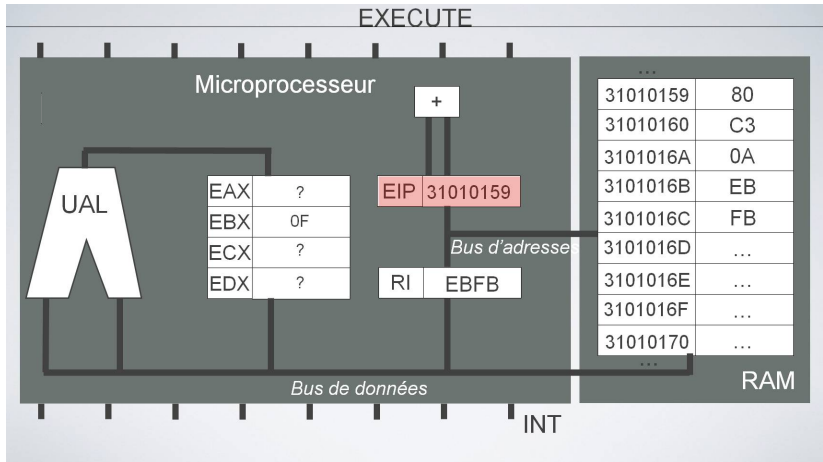 EXECUTE
Microprocesseur
+
UAL
EAX ?
EBX 0F
ECX ?
EDX ?
EIP 31010159
Bus d'adresses
RI EBFB
Bus de données
INT
...
31010159 80
31010160 C3
3101016A 0A
3101016B EB
3101016C FB
3101016D ...
3101016E ...
3101016F ...
31010170 ...
...
RAM